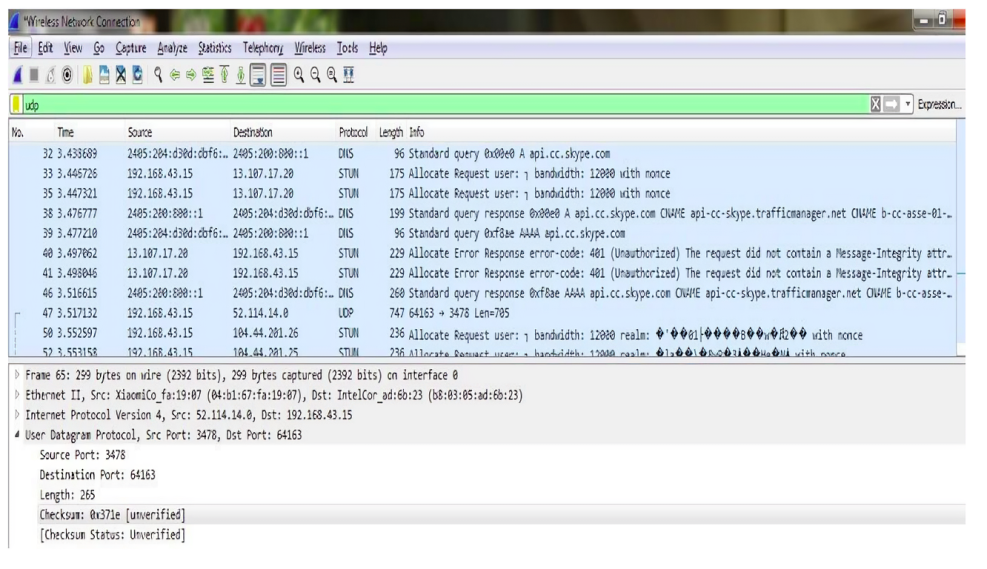 *Wireless Network Connection
File Edit View Go Capture Analyze Statistics Telephony Wireless Tools Help
udp Expression...
No. Time Source Destination Protocol Length Info
32 3.438689 2405:204:d30d:dbf6:… 2405:200:800::1 DNS 96 Standard query 0x00e0 A api.cc.skype.com
33 3.446726 192.168.43.15 13.107.17.20 STUN 175 Allocate Request user: ┐ bandwidth: 12000 with nonce
35 3.447321 192.168.43.15 13.107.17.20 STUN 175 Allocate Request user: ┐ bandwidth: 12000 with nonce
38 3.476777 2405:200:800::1 2405:204:d30d:dbf6:… DNS 199 Standard query response 0x00e0 A api.cc.skype.com CNAME api-cc-skype.trafficmanager.net CNAME b-cc-asse-01-…
39 3.477210 2405:204:d30d:dbf6:… 2405:200:800::1 DNS 96 Standard query 0xf8ae AAAA api.cc.skype.com
40 3.497062 13.107.17.20 192.168.43.15 STUN 229 Allocate Error Response error-code: 401 (Unauthorized) The request did not contain a Message-Integrity attr…
41 3.498046 13.107.17.20 192.168.43.15 STUN 229 Allocate Error Response error-code: 401 (Unauthorized) The request did not contain a Message-Integrity attr…
46 3.516615 2405:200:800::1 2405:204:d30d:dbf6:… DNS 260 Standard query response 0xf8ae AAAA api.cc.skype.com CNAME api-cc-skype.trafficmanager.net CNAME b-cc-asse-…
47 3.517132 192.168.43.15 52.114.14.0 UDP 747 64163 → 3478 Len=705
50 3.552597 192.168.43.15 104.44.201.26 STUN 236 Allocate Request user: ┐ bandwidth: 12000 realm: with nonce
52 3.553158 192.168.43.15 104.44.201.25 STUN 236 Allocate Request user: ┐ bandwidth: 12000 realm: with nonce
Frame 65: 299 bytes on wire (2392 bits), 299 bytes captured (2392 bits) on interface 0
Ethernet II, Src: XiaomiCo_fa:19:07 (04:b1:67:fa:19:07), Dst: IntelCor_ad:6b:23 (b8:03:05:ad:6b:23)
Internet Protocol Version 4, Src: 52.114.14.0, Dst: 192.168.43.15
User Datagram Protocol, Src Port: 3478, Dst Port: 64163
Source Port: 3478
Destination Port: 64163
Length: 265
Checksum: 0x371e [unverified]
[Checksum Status: Unverified]